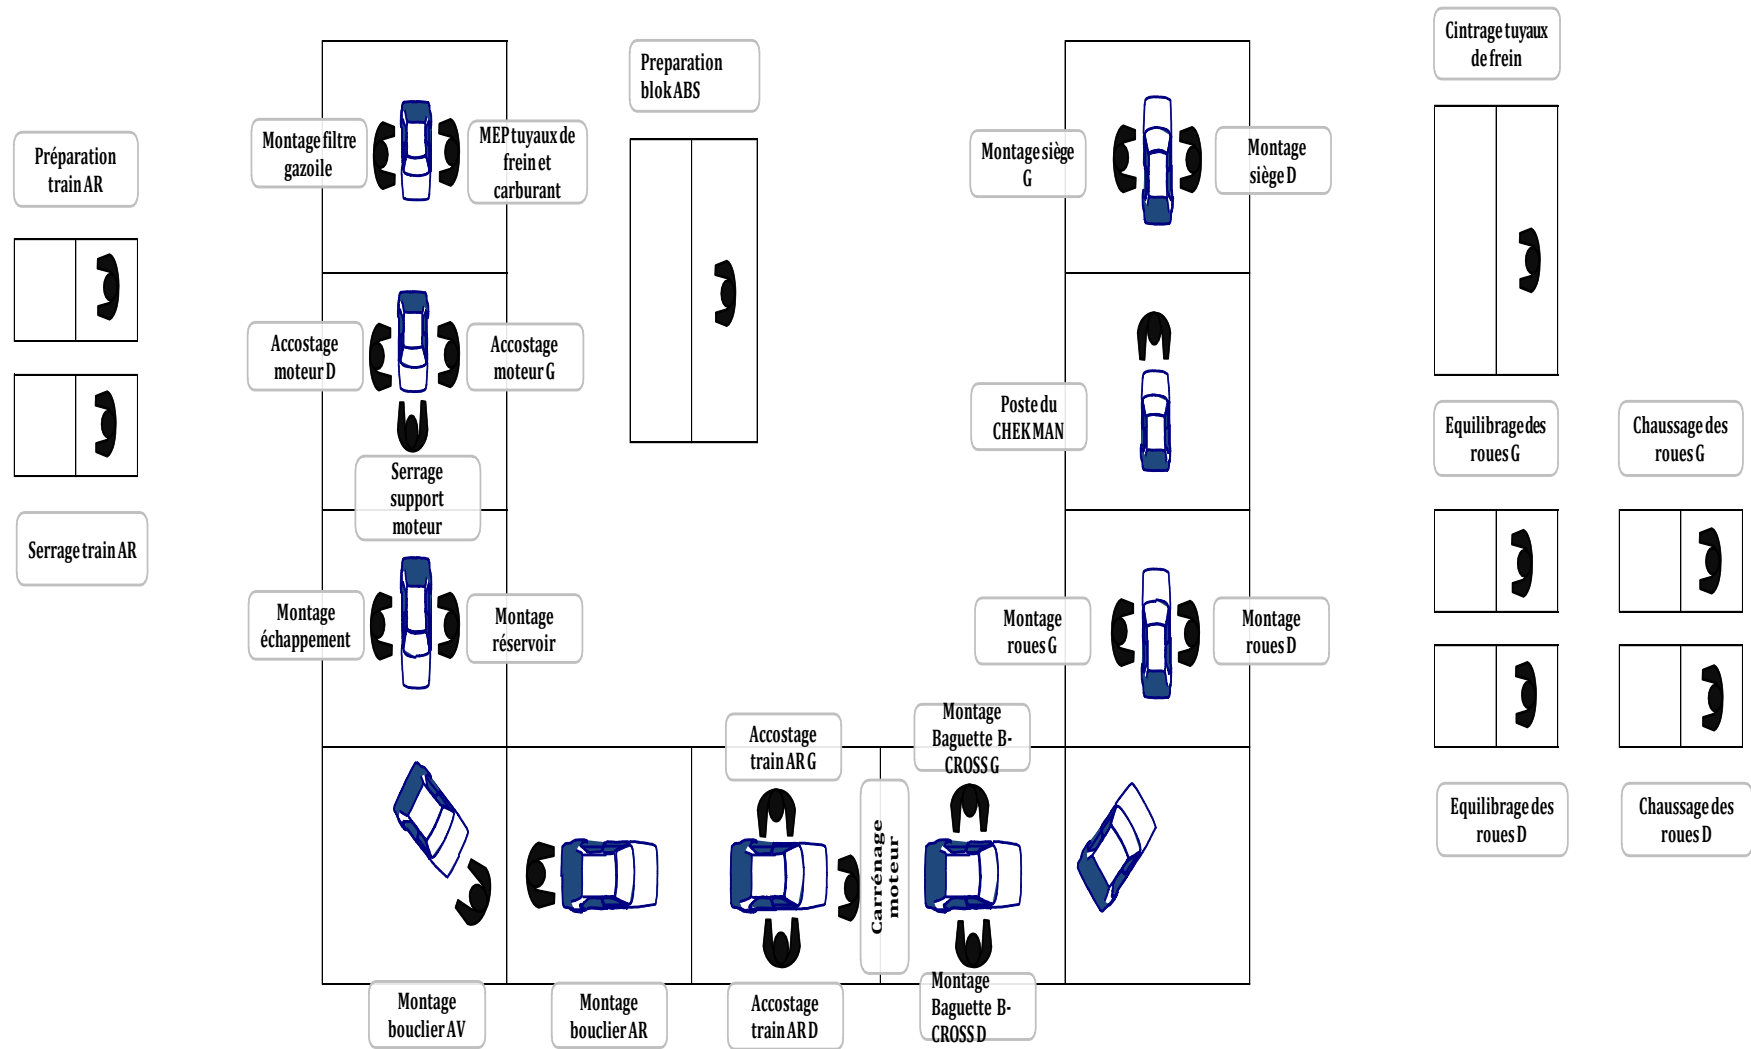 Préparation
train AR
Serrage train AR
Montage filtre
gazoile
MEP tuyaux de
frein et
carburant
Accostage
moteur D
Accostage
moteur G
Serrage
support
moteur
Montage
échappement
Montage
réservoir
Preparation
blok ABS
Montage siège
G
Montage
siège D
Poste du
CHEK MAN
Montage
roues G
Montage
roues D
Accostage
train AR G
Montage
Baguette B-
CROSS G
Carrénage
moteur
Montage
bouclier AV
Montage
bouclier AR
Accostage
train AR D
Montage
Baguette B-
CROSS D
Cintrage tuyaux
de frein
Equilibrage des
roues G
Chaussage des
roues G
Equilibrage des
roues D
Chaussage des
roues D